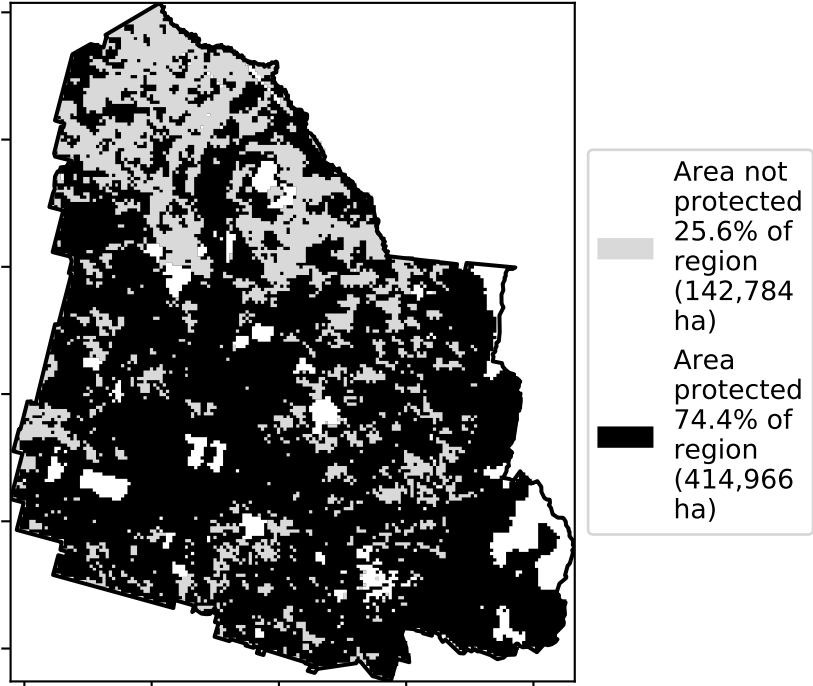 Area not
protected
25.6% of
region
(142,784
ha)
Area
protected
74.4% of
region
(414,966
ha)